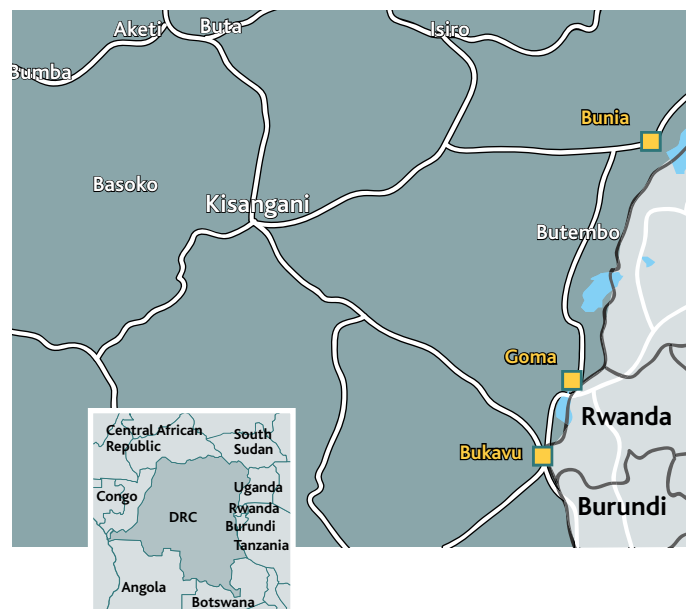 Aketi
Buta
Isiro
Bumba
Bunia
Basoko
Kisangani
Butembo
Goma
Rwanda
Bukavu
Burundi
Central African
Republic
South
Sudan
Congo
Uganda
DRC
Rwanda
Burundi
Tanzania
Angola
Botswana